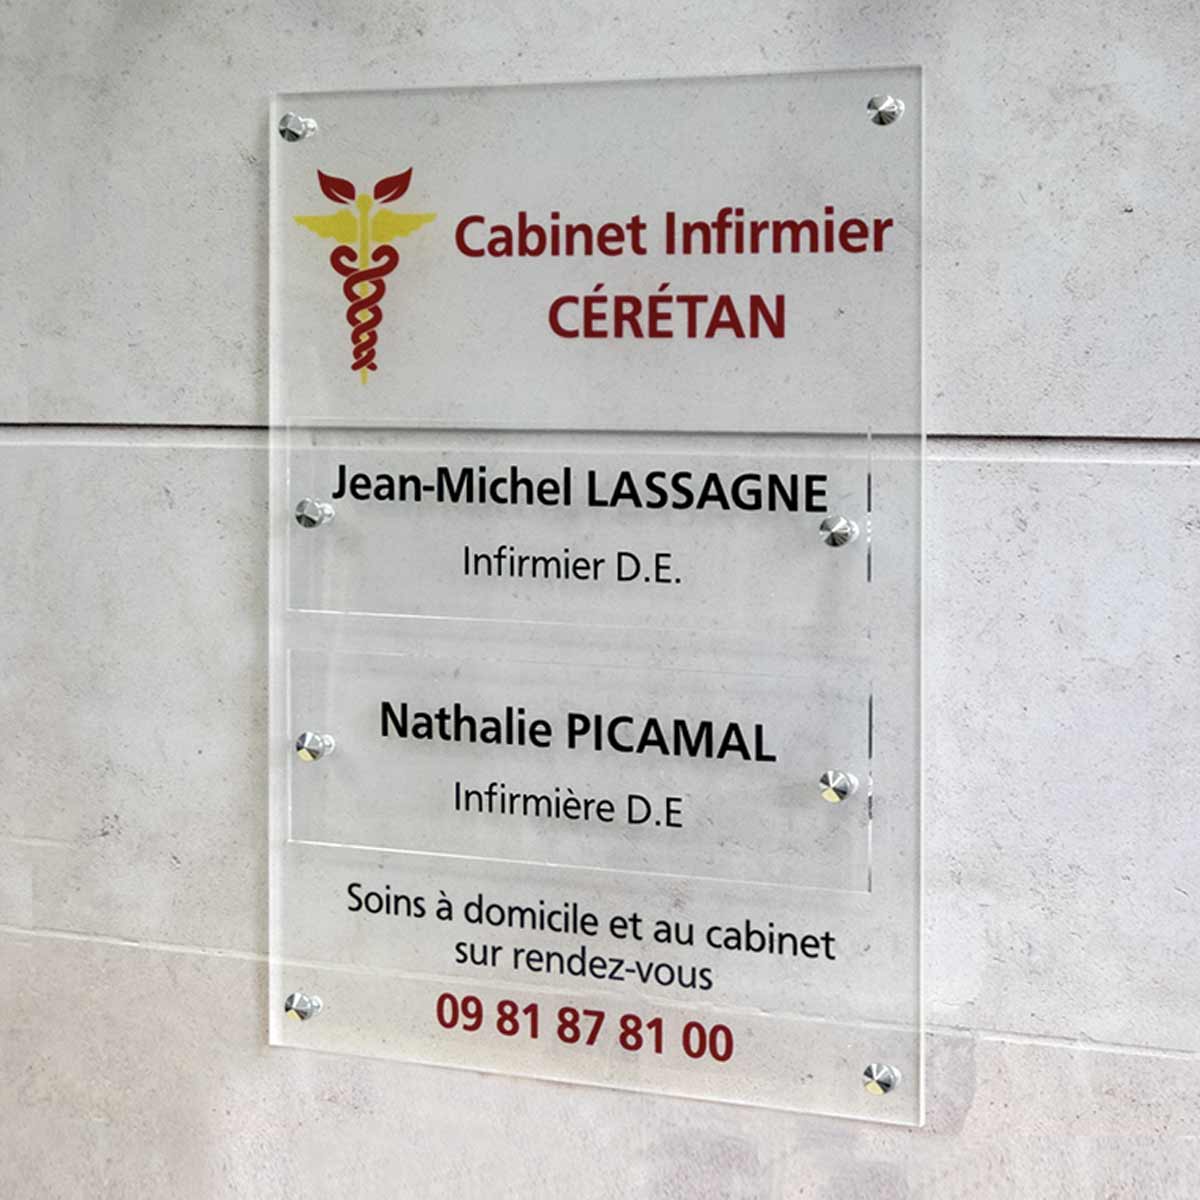 Cabinet Infirmier
CÉRÉTAN
Jean-Michel LASSAGNE
Infirmier D.E.
Nathalie PICAMAL
Infirmière D.E
Soins à domicile et au cabinet
sur rendez-vous
09 81 87 81 00